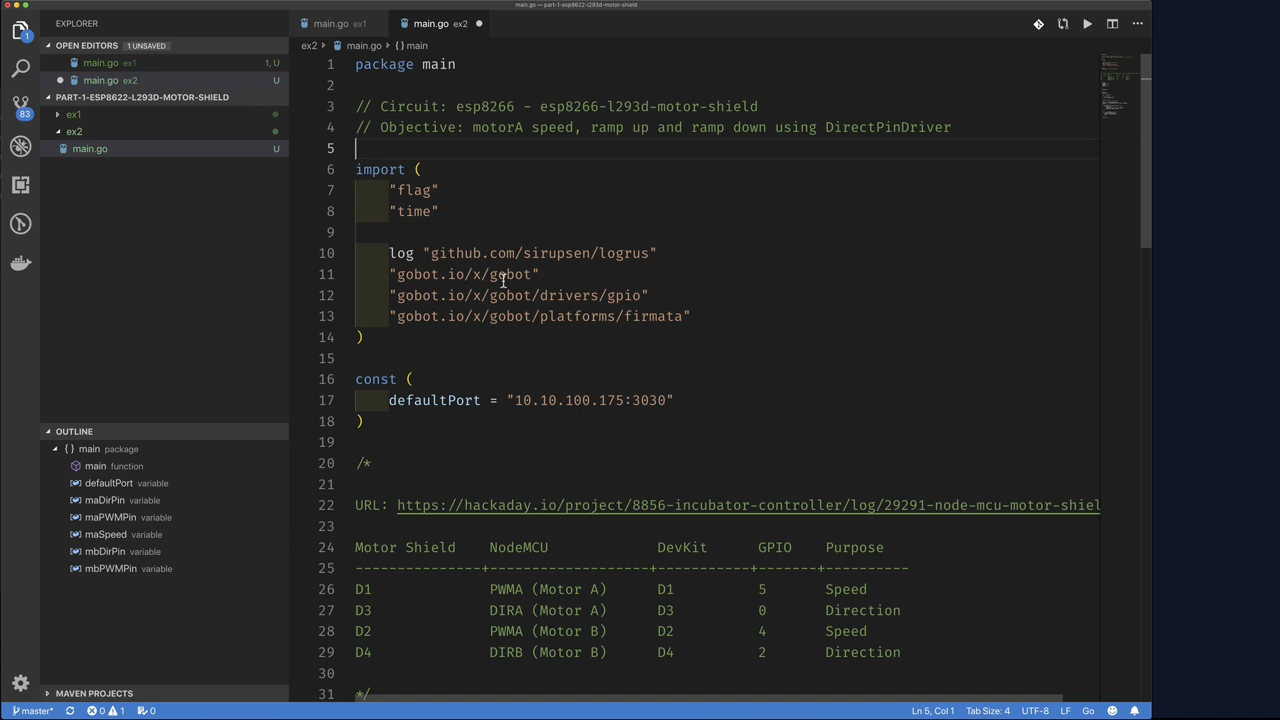 main.go — part-1-esp8622-l293d-motor-shield
EXPLORER
OPEN EDITORS 1 UNSAVED
main.go ex1 1, U
main.go ex2 U
PART-1-ESP8622-L293D-MOTOR-SHIELD
ex1
ex2
main.go U
OUTLINE
{ } main package
main function
defaultPort variable
maDirPin variable
maPWMPin variable
maSpeed variable
mbDirPin variable
mbPWMPin variable
MAVEN PROJECTS
1
83
main.go ex1
main.go ex2
ex2 main.go { } main
1 package main
2
3 // Circuit: esp8266 - esp8266-l293d-motor-shield
4 // Objective: motorA speed, ramp up and ramp down using DirectPinDriver
5
6 import (
7 "flag"
8 "time"
9
10 log "github.com/sirupsen/logrus"
11 "gobot.io/x/gobot"
12 "gobot.io/x/gobot/drivers/gpio"
13 "gobot.io/x/gobot/platforms/firmata"
14 )
15
16 const (
17 defaultPort = "10.10.100.175:3030"
18 )
19
20 /*
21
22 URL: https://hackaday.io/project/8856-incubator-controller/log/29291-node-mcu-motor-shiel
23
24 Motor Shield NodeMCU DevKit GPIO Purpose
25 ---------------+-------------------+-----------+-------+----------
26 D1 PWMA (Motor A) D1 5 Speed
27 D3 DIRA (Motor A) D3 0 Direction
28 D2 PWMA (Motor B) D2 4 Speed
29 D4 DIRB (Motor B) D4 2 Direction
30
31 */
master* 0 1 0
Ln 5, Col 1 Tab Size: 4 UTF-8 LF Go